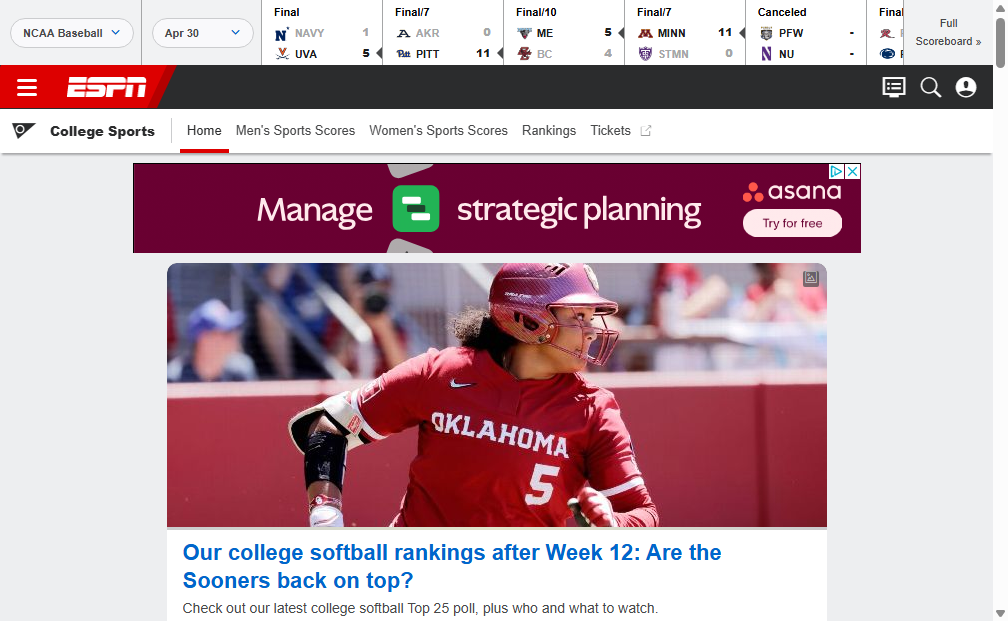 NCAA Baseball
Apr 30
Final
NAVY 1
UVA 5
Final/7
AKR 0
PITT 11
Final/10
ME 5
BC 4
Final/7
MINN 11
STMN 0
Canceled
PFW -
NU -
Final
Full
Scoreboard »
ESPN
College Sports
Home
Men's Sports Scores
Women's Sports Scores
Rankings
Tickets
Manage strategic planning
asana
Try for free
OKLAHOMA
5
Our college softball rankings after Week 12: Are the
Sooners back on top?
Check out our latest college softball Top 25 poll, plus who and what to watch.